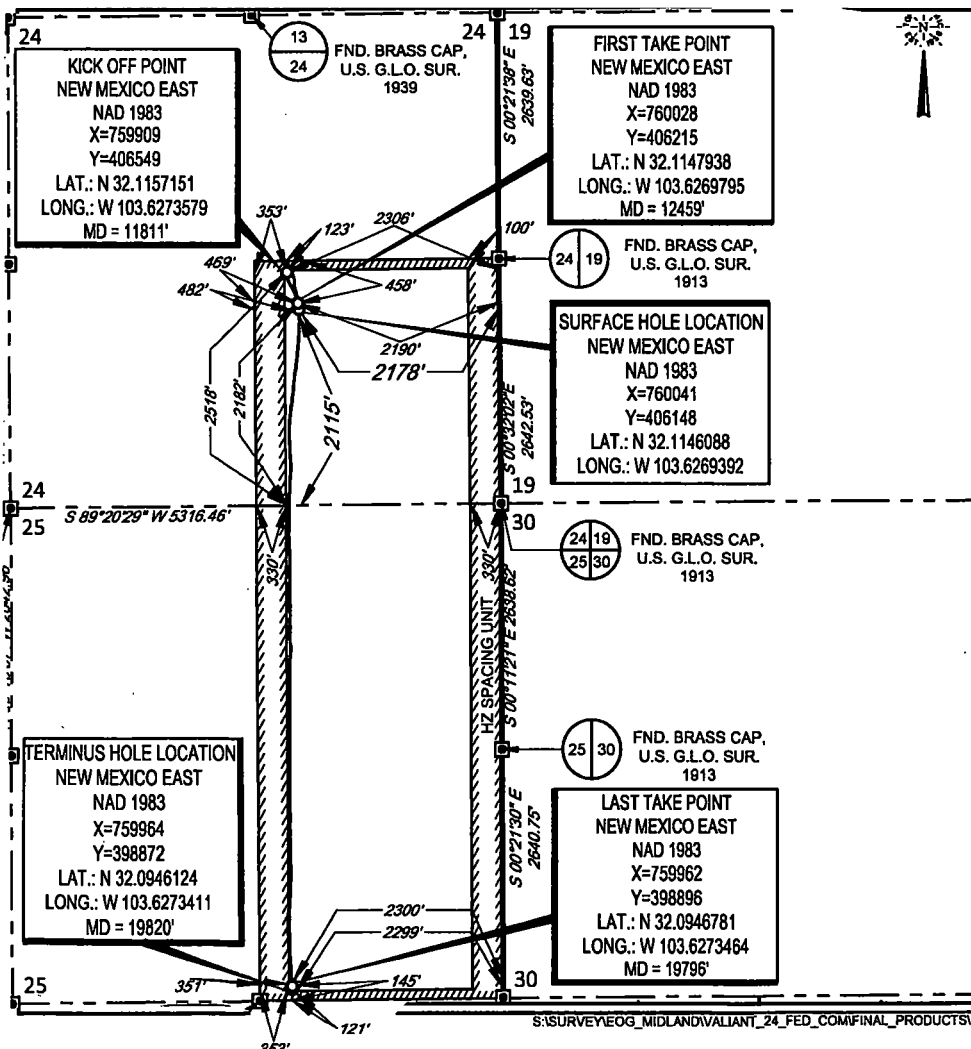 24
13
24
FND. BRASS CAP,
U.S. G.L.O. SUR.
1939
24
19
N
KICK OFF POINT
NEW MEXICO EAST
NAD 1983
X=759909
Y=406549
LAT.: N 32.1157151
LONG.: W 103.6273579
MD = 11811'
S 00°21'38" E
2639.63'
FIRST TAKE POINT
NEW MEXICO EAST
NAD 1983
X=760028
Y=406215
LAT.: N 32.1147938
LONG.: W 103.6269795
MD = 12459'
353'
123'
2306'
100'
24
19
FND. BRASS CAP,
U.S. G.L.O. SUR.
1913
469'
482'
458'
2190'
2178'
SURFACE HOLE LOCATION
NEW MEXICO EAST
NAD 1983
X=760041
Y=406148
LAT.: N 32.1146088
LONG.: W 103.6269392
2518'
2182'
2115'
S 00°32'02" E
2642.53'
24
25
S 89°20'29" W 5316.46'
19
30
330'
330'
24
19
25
30
FND. BRASS CAP,
U.S. G.L.O. SUR.
1913
HZ SPACING UNIT
S 00°11'21" E 2638.62'
25
30
FND. BRASS CAP,
U.S. G.L.O. SUR.
1913
TERMINUS HOLE LOCATION
NEW MEXICO EAST
NAD 1983
X=759964
Y=398872
LAT.: N 32.0946124
LONG.: W 103.6273411
MD = 19820'
S 00°21'30" E
2640.75'
LAST TAKE POINT
NEW MEXICO EAST
NAD 1983
X=759962
Y=398896
LAT.: N 32.0946781
LONG.: W 103.6273464
MD = 19796'
2300'
2299'
351'
145'
121'
25
30
S:\SURVEY\EOG_MIDLAND\VALIANT_24_FED_COM\FINAL_PRODUCTS\